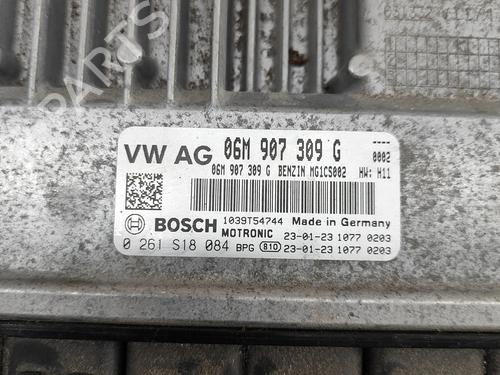 VW AG 06M 907 309 G ----
0002
06M 907 309 G BENZIN MG1CS002 HW: H11
BOSCH 1039T54744 Made in Germany
MOTRONIC 23-01-23 1077 0203
0 261 S18 084 BPG 810 23-01-23 1077 0203